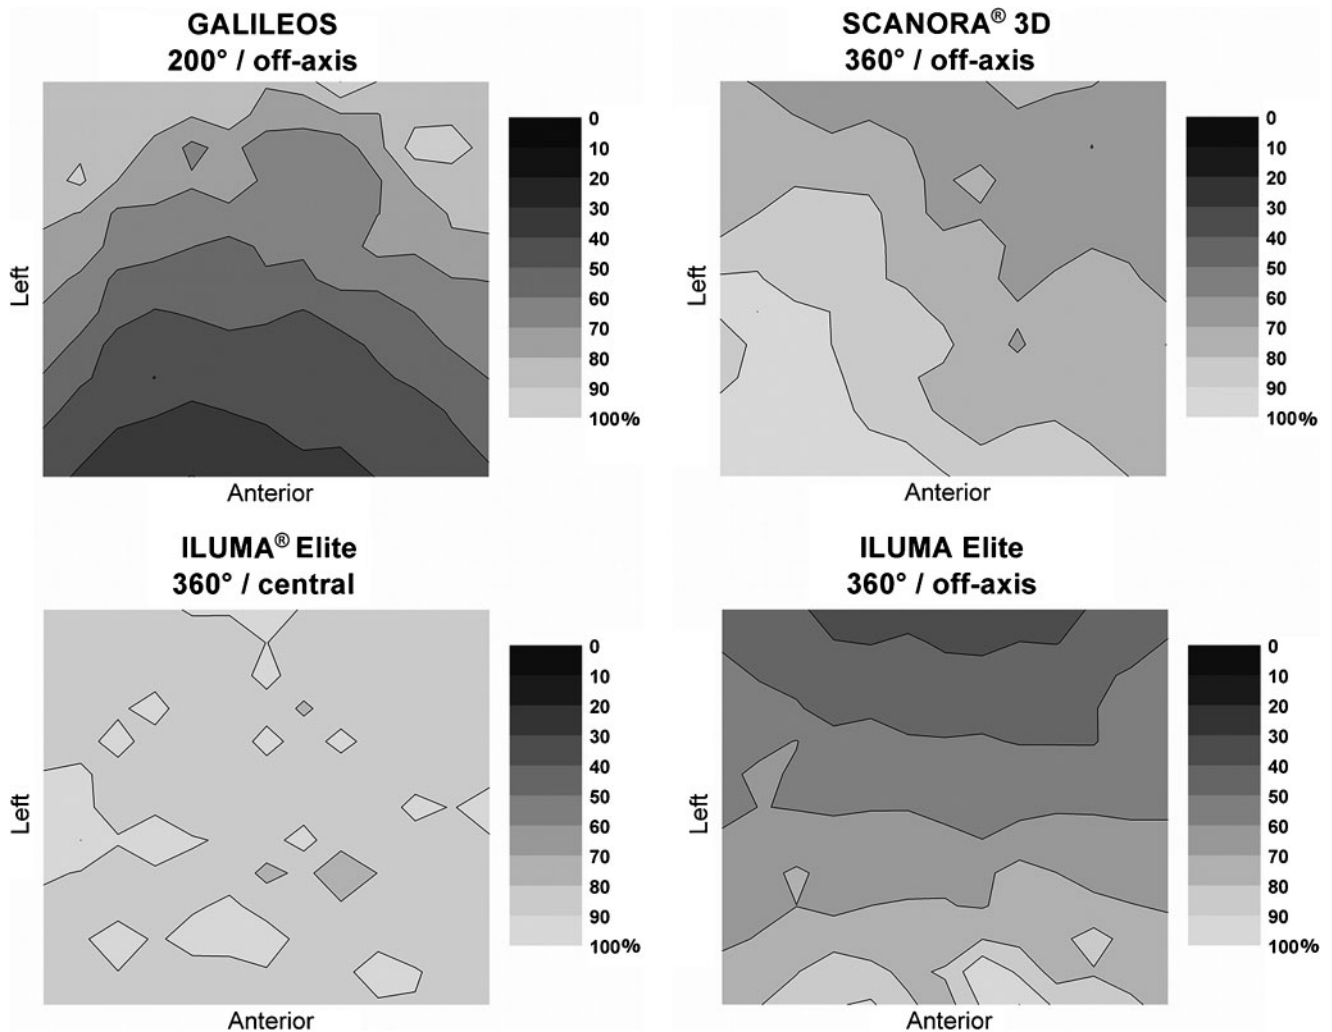 GALILEOS
200° / off-axis
Left
Anterior
0
10
20
30
40
50
60
70
80
90
100%
SCANORA® 3D
360° / off-axis
Left
Anterior
0
10
20
30
40
50
60
70
80
90
100%
ILUMA® Elite
360° / central
Left
Anterior
0
10
20
30
40
50
60
70
80
90
100%
ILUMA Elite
360° / off-axis
Left
Anterior
0
10
20
30
40
50
60
70
80
90
100%